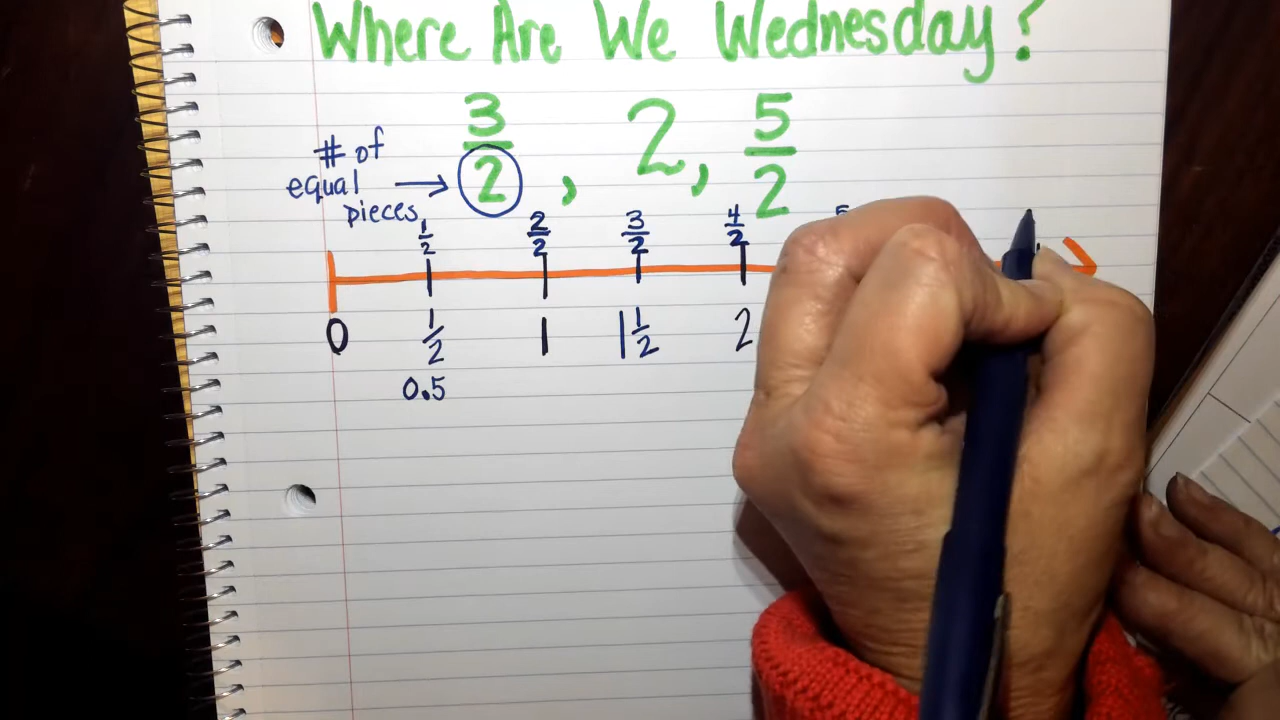 Where Are We Wednesday?
3/2, 2, 5/2
# of
equal →
pieces
1/2 2/2 3/2 4/2 5
0 1/2 1 1 1/2 2
0.5